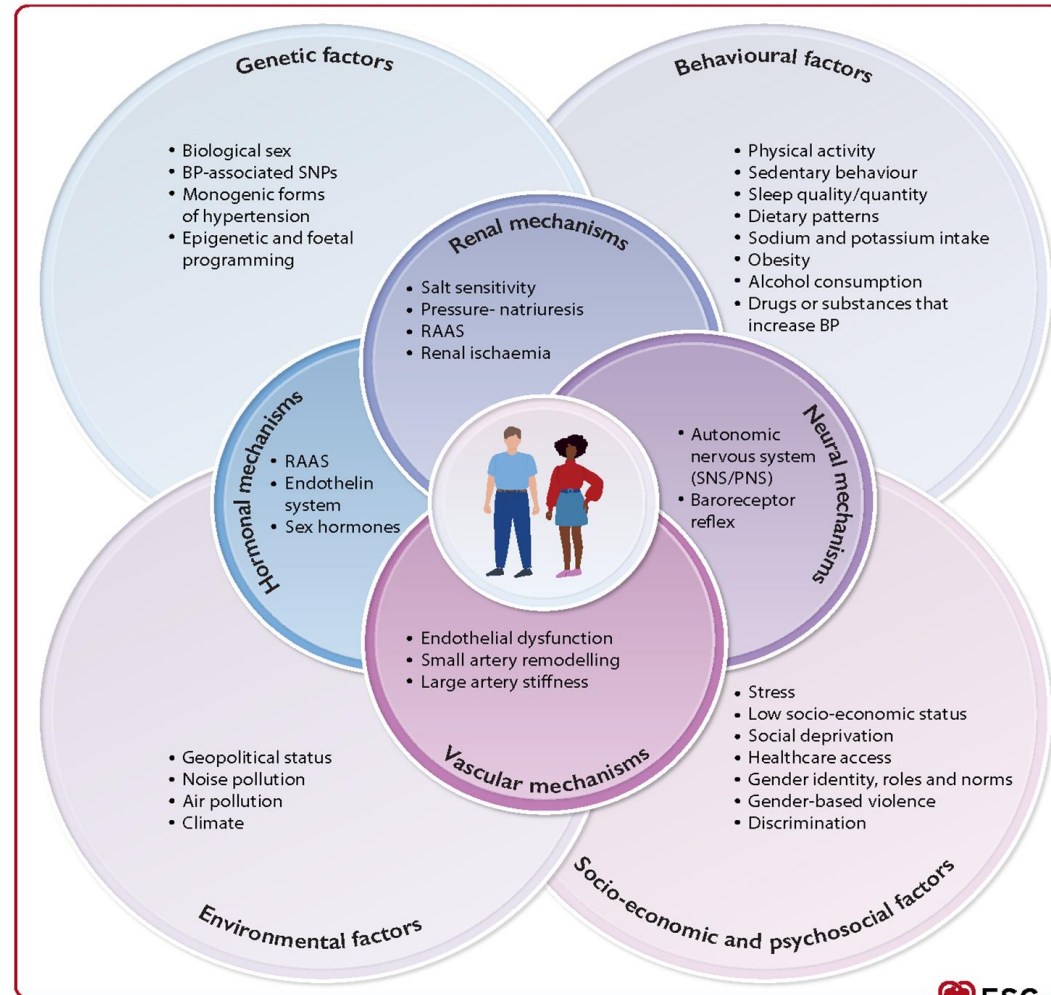 Genetic factors
• Biological sex
• BP-associated SNPs
• Monogenic forms
of hypertension
• Epigenetic and foetal
programming
Behavioural factors
• Physical activity
• Sedentary behaviour
• Sleep quality/quantity
• Dietary patterns
• Sodium and potassium intake
• Obesity
• Alcohol consumption
• Drugs or substances that
increase BP
Renal mechanisms
• Salt sensitivity
• Pressure- natriuresis
• RAAS
• Renal ischaemia
Hormonal mechanisms
• RAAS
• Endothelin
system
• Sex hormones
Neural mechanisms
• Autonomic
nervous system
(SNS/PNS)
• Baroreceptor
reflex
• Endothelial dysfunction
• Small artery remodelling
• Large artery stiffness
Vascular mechanisms
• Geopolitical status
• Noise pollution
• Air pollution
• Climate
Environmental factors
• Stress
• Low socio-economic status
• Social deprivation
• Healthcare access
• Gender identity, roles and norms
• Gender-based violence
• Discrimination
Socio-economic and psychosocial factors
ESC